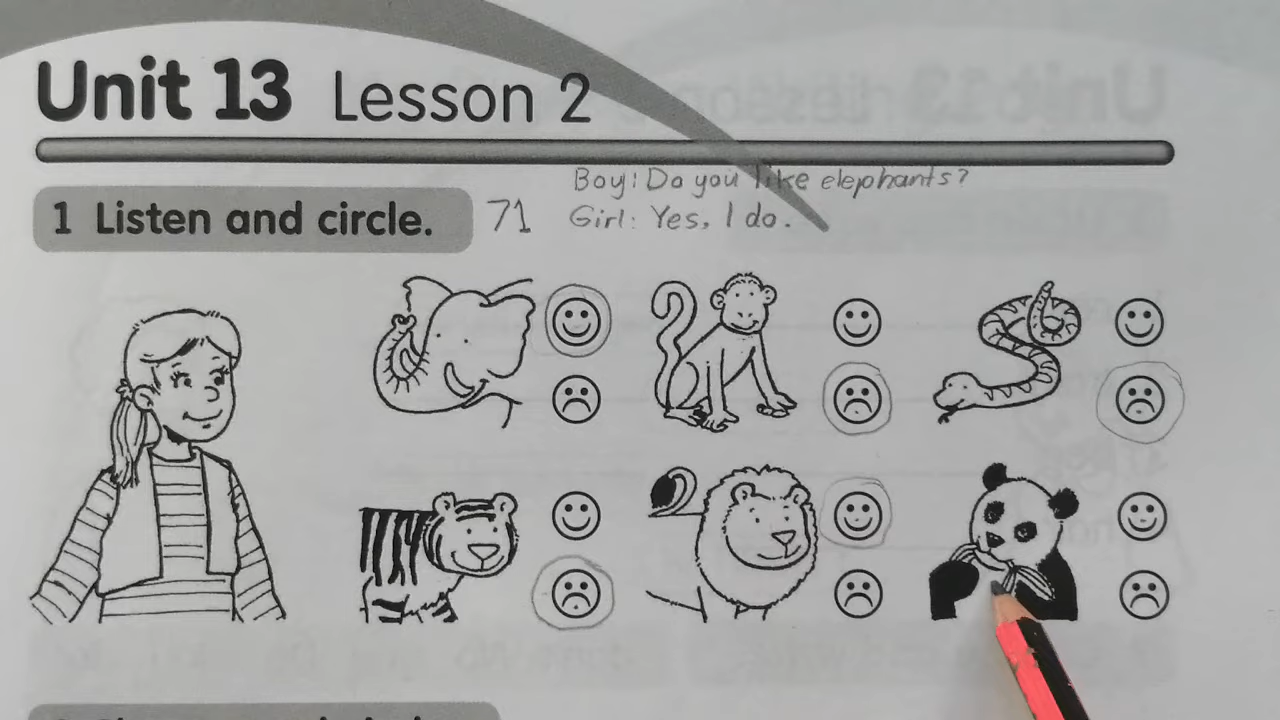 Unit 13 Lesson 2
Boy: Do you like elephants?
1 Listen and circle. 71 Girl: Yes, I do.